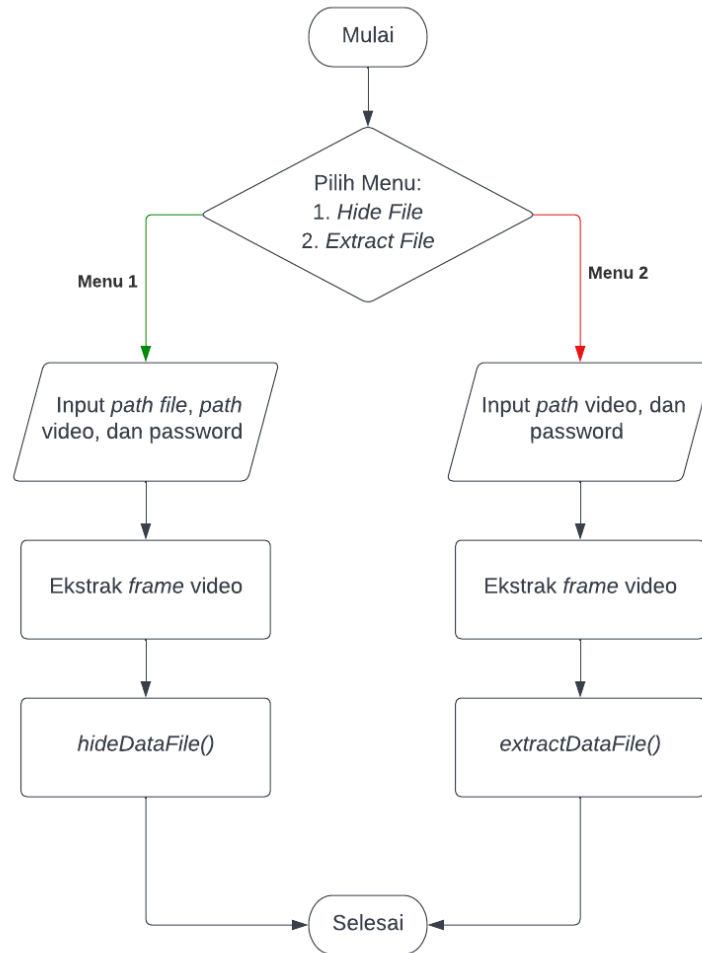 Mulai
Pilih Menu:
1. Hide File
2. Extract File
Menu 1
Menu 2
Input path file, path
video, dan password
Input path video, dan
password
Ekstrak frame video
Ekstrak frame video
hideDataFile()
extractDataFile()
Selesai